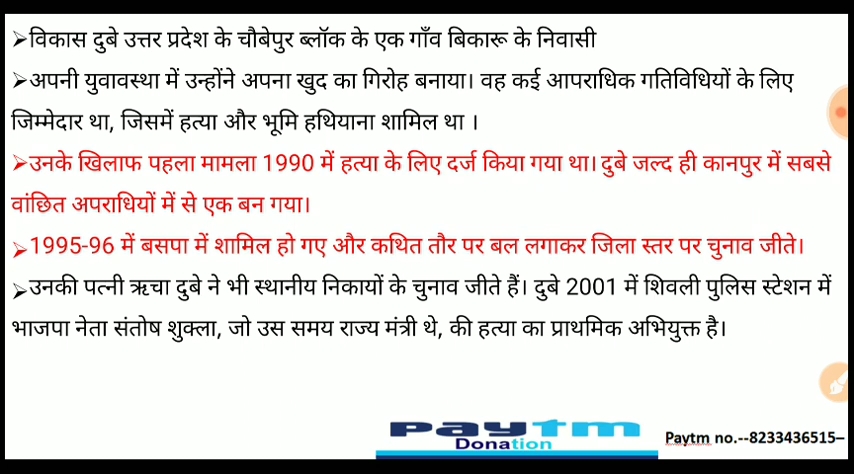 ➢विकास दुबे उत्तर प्रदेश के चौबेपुर ब्लॉक के एक गाँव बिकारू के निवासी
➢अपनी युवावस्था में उन्होंने अपना खुद का गिरोह बनाया। वह कई आपराधिक गतिविधियों के लिए
जिम्मेदार था, जिसमें हत्या और भूमि हथियाना शामिल था ।
➢उनके खिलाफ पहला मामला 1990 में हत्या के लिए दर्ज किया गया था। दुबे जल्द ही कानपुर में सबसे
वांछित अपराधियों में से एक बन गया।
➢1995-96 में बसपा में शामिल हो गए और कथित तौर पर बल लगाकर जिला स्तर पर चुनाव जीते।
➢उनकी पत्नी ऋचा दुबे ने भी स्थानीय निकायों के चुनाव जीते हैं। दुबे 2001 में शिवली पुलिस स्टेशन में
भाजपा नेता संतोष शुक्ला, जो उस समय राज्य मंत्री थे, की हत्या का प्राथमिक अभियुक्त है।
paytm
Donation
Paytm no.--8233436515–